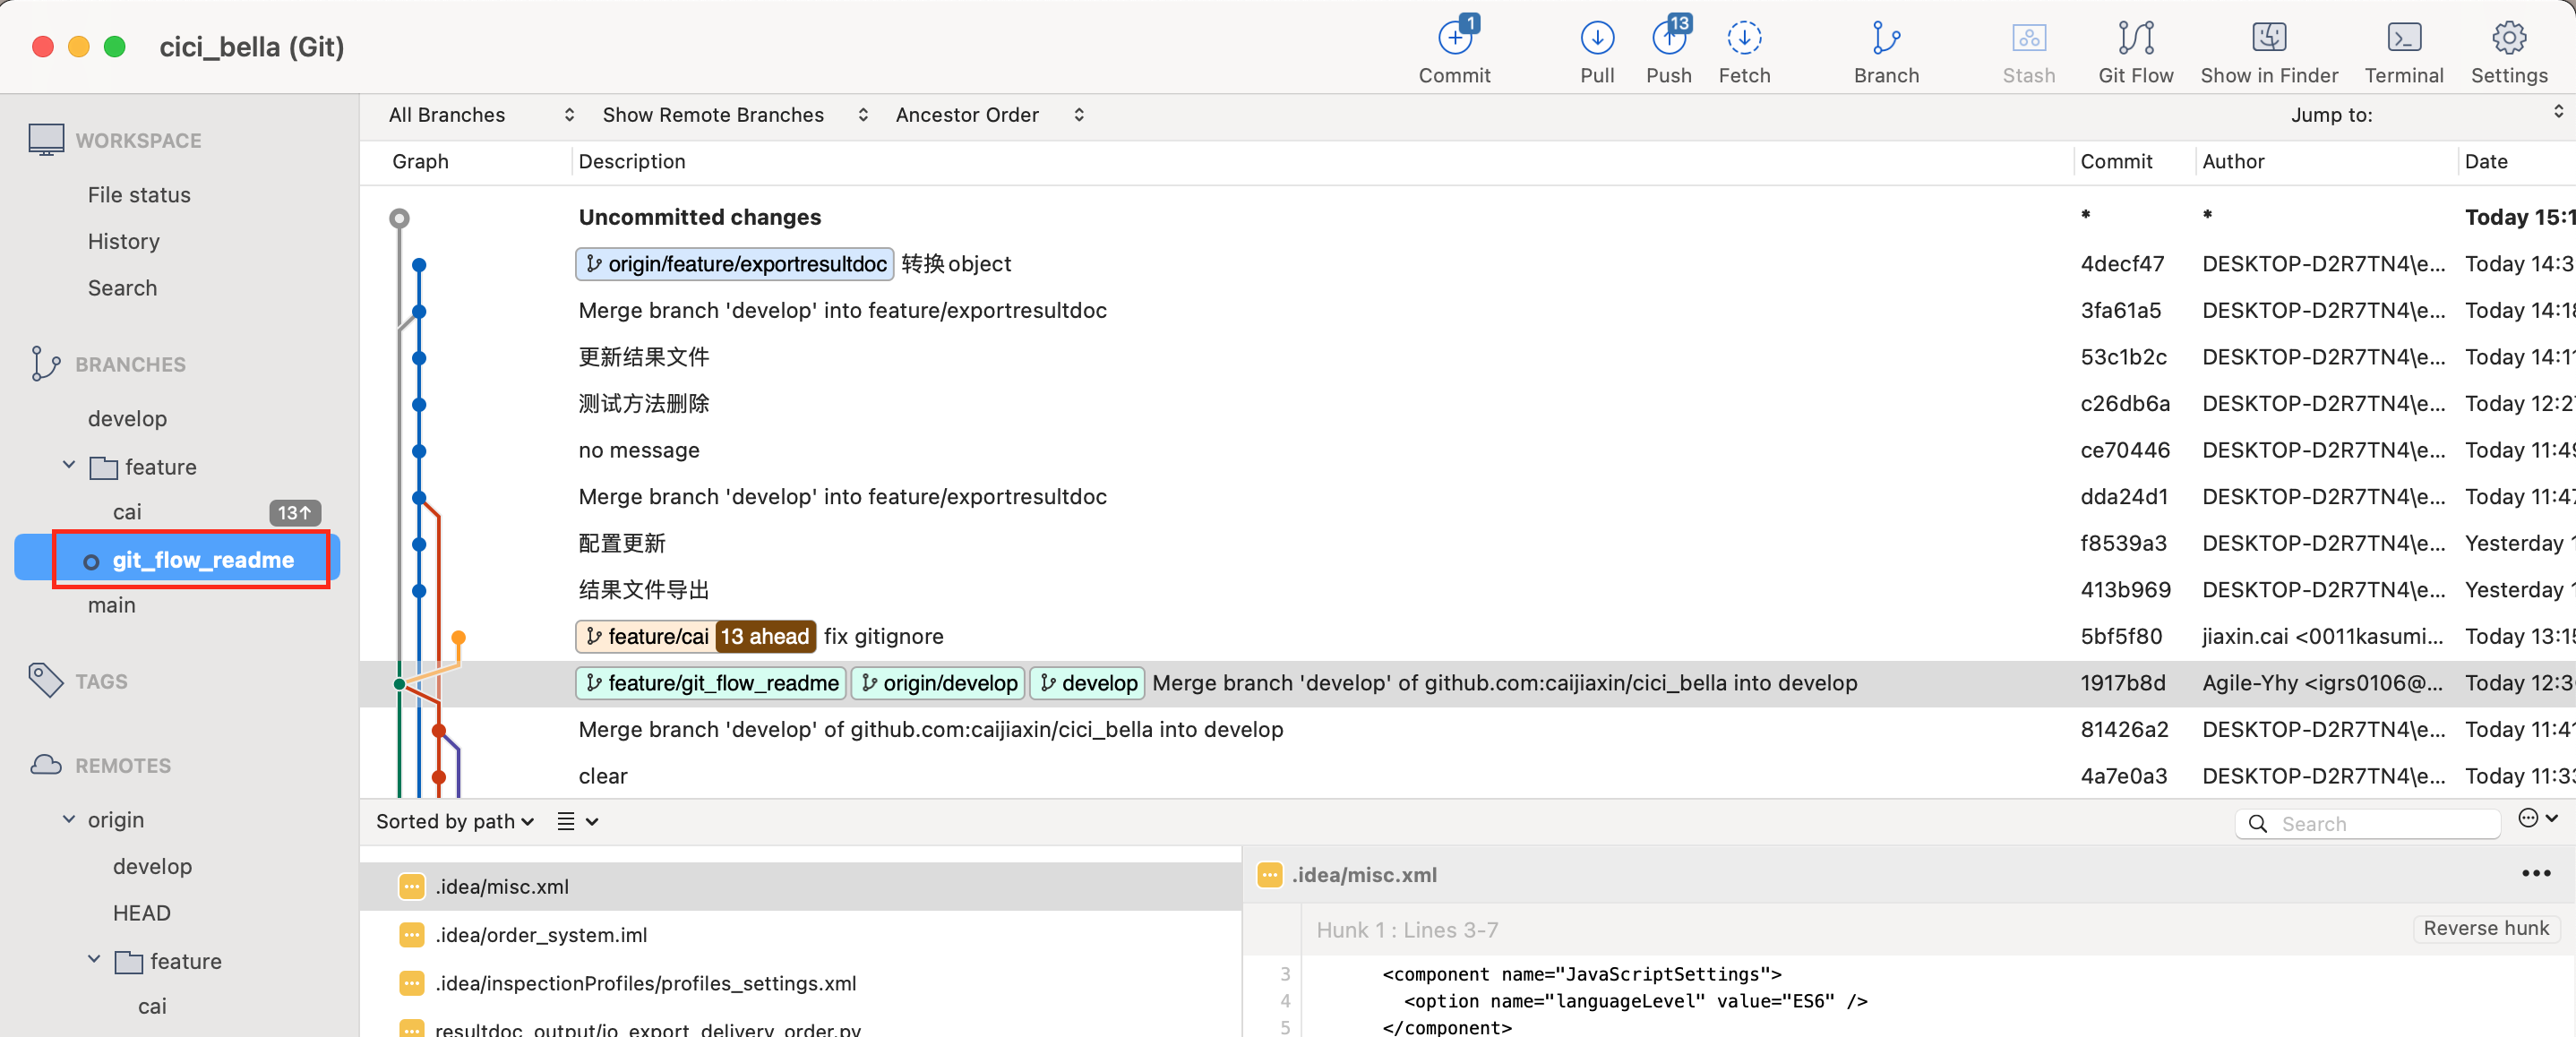 cici_bella (Git)
1
Commit
Pull
13
Push
Fetch
Branch
Stash
Git Flow
Show in Finder
Terminal
Settings
WORKSPACE
File status
History
Search
BRANCHES
develop
feature
cai 13↑
git_flow_readme
main
TAGS
REMOTES
origin
develop
HEAD
feature
cai
All Branches Show Remote Branches Ancestor Order Jump to:
Graph Description Commit Author Date
Uncommitted changes * * Today 15:1
origin/feature/exportresultdoc 转换object 4decf47 DESKTOP-D2R7TN4\e... Today 14:3
Merge branch 'develop' into feature/exportresultdoc 3fa61a5 DESKTOP-D2R7TN4\e... Today 14:18
更新结果文件 53c1b2c DESKTOP-D2R7TN4\e... Today 14:11
测试方法删除 c26db6a DESKTOP-D2R7TN4\e... Today 12:27
no message ce70446 DESKTOP-D2R7TN4\e... Today 11:49
Merge branch 'develop' into feature/exportresultdoc dda24d1 DESKTOP-D2R7TN4\e... Today 11:47
配置更新 f8539a3 DESKTOP-D2R7TN4\e... Yesterday 1
结果文件导出 413b969 DESKTOP-D2R7TN4\e... Yesterday 1
feature/cai 13 ahead fix gitignore 5bf5f80 jiaxin.cai <0011kasumi... Today 13:15
feature/git_flow_readme origin/develop develop Merge branch 'develop' of github.com:caijiaxin/cici_bella into develop 1917b8d Agile-Yhy <igrs0106@... Today 12:3
Merge branch 'develop' of github.com:caijiaxin/cici_bella into develop 81426a2 DESKTOP-D2R7TN4\e... Today 11:41
clear 4a7e0a3 DESKTOP-D2R7TN4\e... Today 11:33
Sorted by path Search
.idea/misc.xml
.idea/order_system.iml
.idea/inspectionProfiles/profiles_settings.xml
resultdoc_output/io_export_delivery_order.py
.idea/misc.xml
Hunk 1 : Lines 3-7 Reverse hunk
3 <component name="JavaScriptSettings">
4 <option name="languageLevel" value="ES6" />
5 </component>